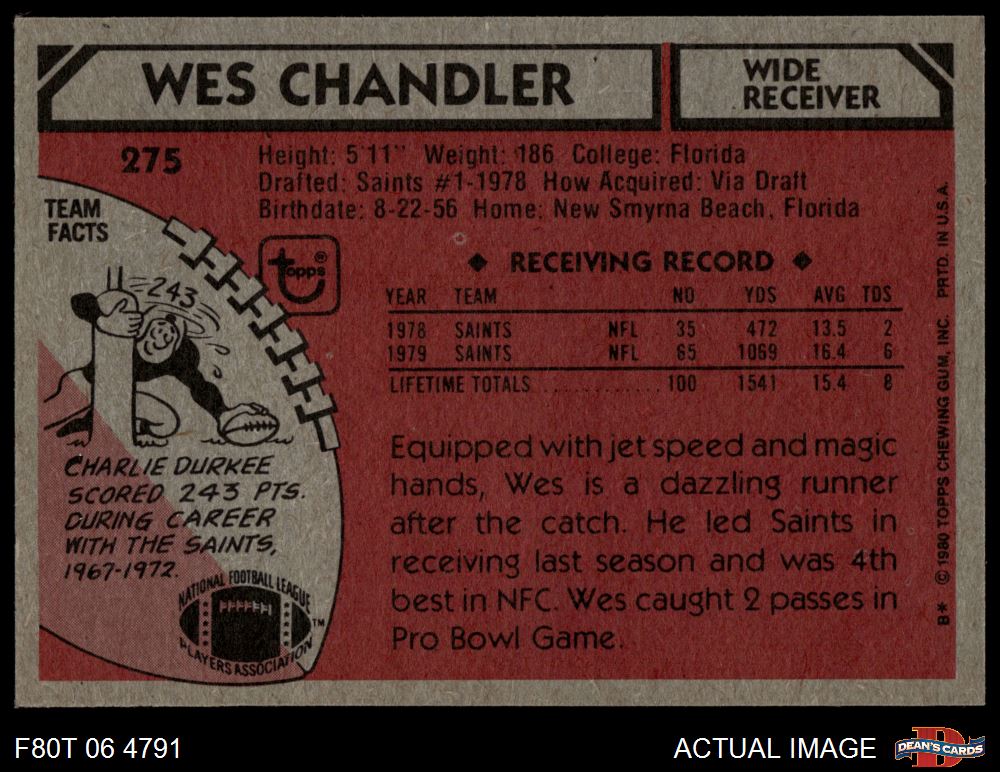 WES CHANDLER
WIDE
RECEIVER
275
Height: 5'11" Weight: 186 College: Florida
Drafted: Saints #1-1978 How Acquired: Via Draft
Birthdate: 8-22-56 Home: New Smyrna Beach, Florida
TEAM
FACTS
243
topps®
◆ RECEIVING RECORD ◆
YEAR TEAM NO YDS AVG TDS
1978 SAINTS NFL 35 472 13.5 2
1979 SAINTS NFL 65 1069 16.4 6
LIFETIME TOTALS 100 1541 15.4 8
CHARLIE DURKEE
SCORED 243 PTS.
DURING CAREER
WITH THE SAINTS,
1967-1972.
NATIONAL FOOTBALL LEAGUE
PLAYERS ASSOCIATION
TM
Equipped with jet speed and magic
hands, Wes is a dazzling runner
after the catch. He led Saints in
receiving last season and was 4th
best in NFC. Wes caught 2 passes in
Pro Bowl Game.
B* © 1980 TOPPS CHEWING GUM, INC. PRTD. IN U.S.A.
F80T 06 4791
ACTUAL IMAGE
D
DEAN'S CARDS